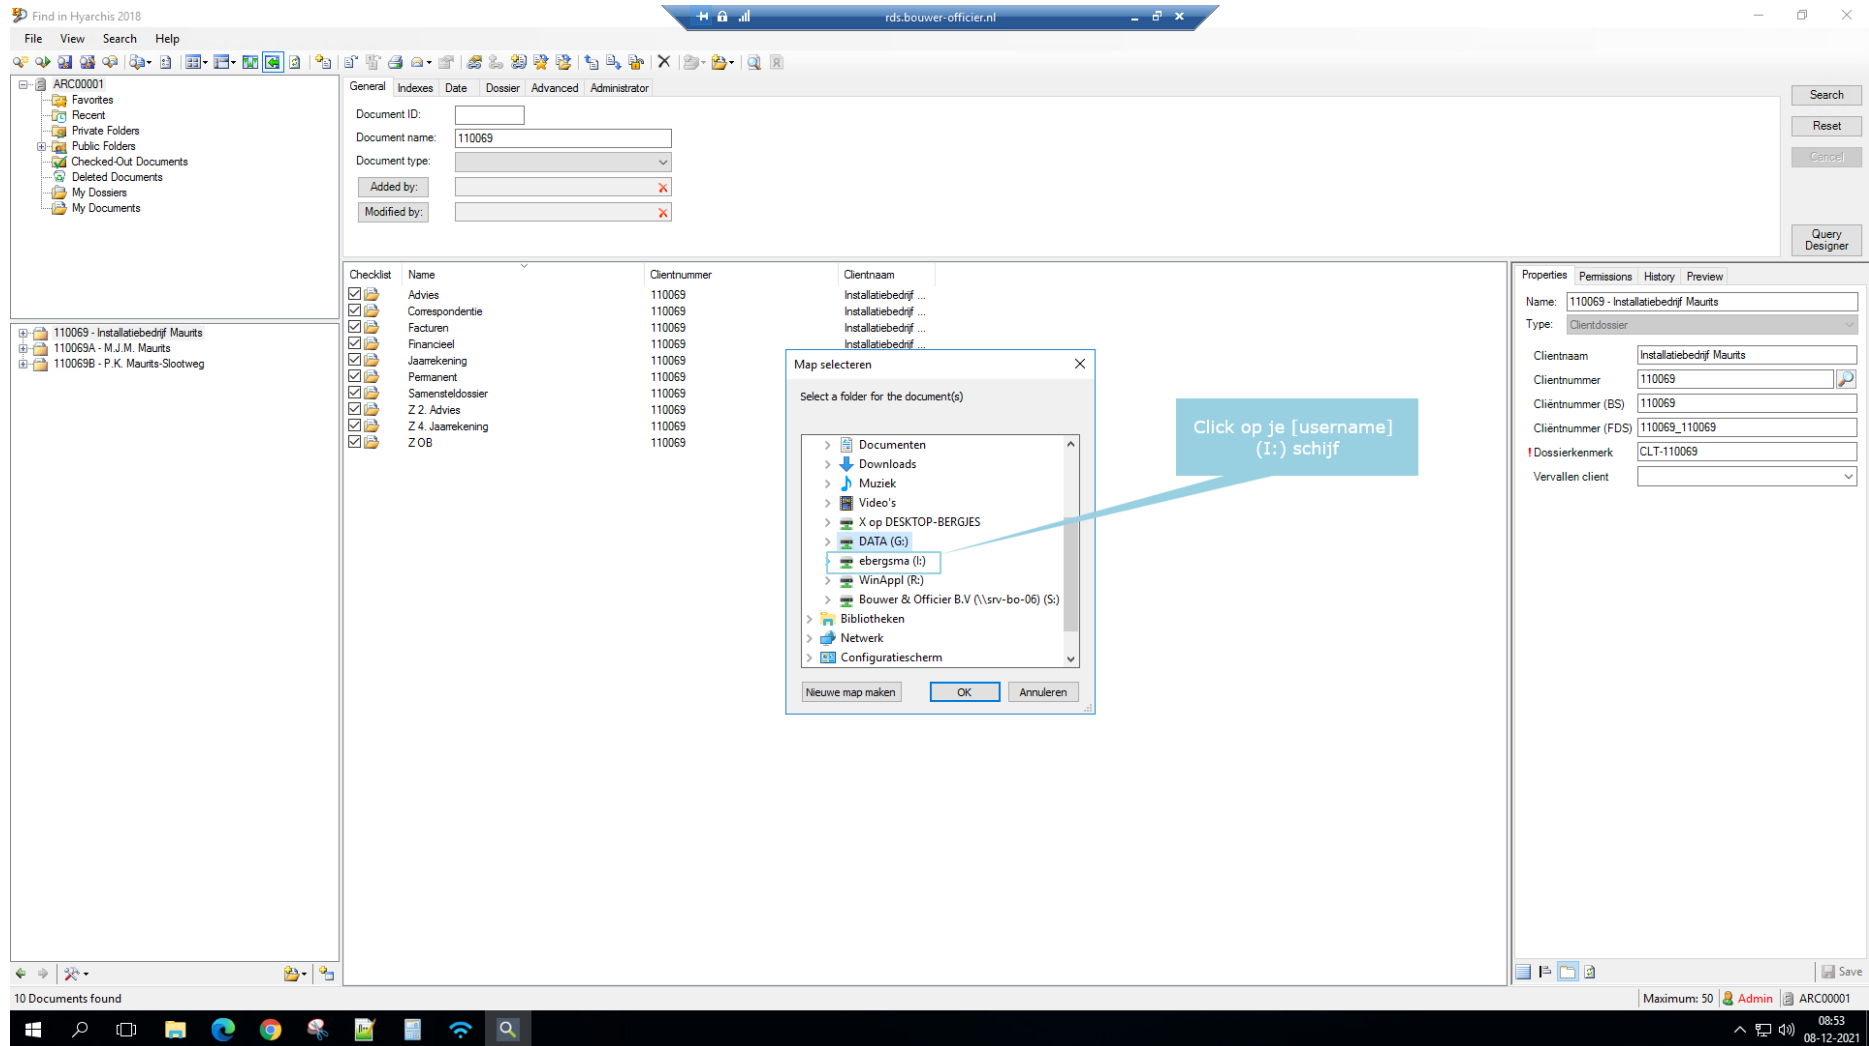 Find in Hyarchis 2018
rds.bouwer-officier.nl
File View Search Help
ARC00001
Favorites
Recent
Private Folders
Public Folders
Checked-Out Documents
Deleted Documents
My Dossiers
My Documents
General Indexes Date Dossier Advanced Administrator
Document ID:
Document name: 110069
Document type:
Added by:
Modified by:
Search
Reset
Cancel
Query
Designer
110069 - Installatiebedrijf Maurits
110069A - M.J.M. Maurits
110069B - P.K. Maurits-Slootweg
Checklist Name Clientnummer Clientnaam
Advies 110069 Installatiebedrijf ...
Correspondentie 110069 Installatiebedrijf ...
Facturen 110069 Installatiebedrijf ...
Financieel 110069 Installatiebedrijf ...
Jaarrekening 110069
Permanent 110069
Samensteldossier 110069
Z 2. Advies 110069
Z 4. Jaarrekening 110069
Z OB 110069
Map selecteren
Select a folder for the document(s)
Documenten
Downloads
Muziek
Video's
X op DESKTOP-BERGJES
DATA (G:)
ebergsma (I:)
WinAppl (R:)
Bouwer & Officier B.V (\\srv-bo-06) (S:)
Bibliotheken
Netwerk
Configuratiescherm
Nieuwe map maken OK Annuleren
Click op je [username]
(I:) schijf
Properties Permissions History Preview
Name: 110069 - Installatiebedrijf Maurits
Type: Clientdossier
Clientnaam Installatiebedrijf Maurits
Clientnummer 110069
Cliëntnummer (BS) 110069
Cliëntnummer (FDS) 110069_110069
! Dossierkenmerk CLT-110069
Vervallen client
Save
10 Documents found
Maximum: 50 Admin ARC00001
08:53
08-12-2021